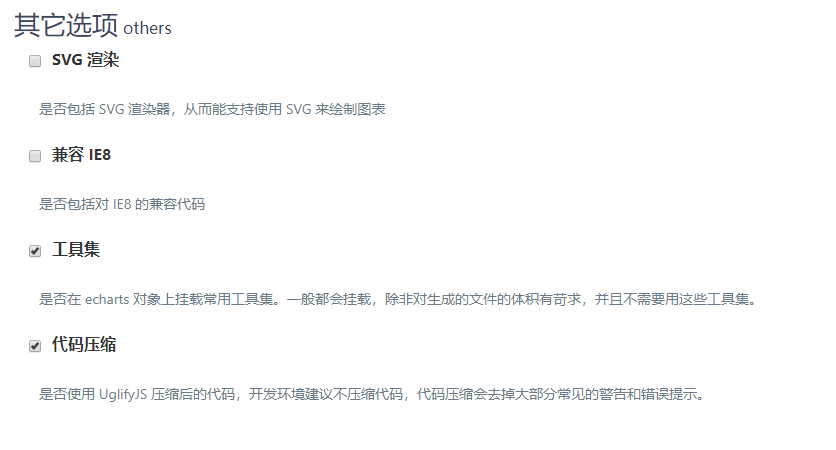 其它选项 others
SVG 渲染
是否包括 SVG 渲染器，从而能支持使用 SVG 来绘制图表
兼容 IE8
是否包括对 IE8 的兼容代码
工具集
是否在 echarts 对象上挂载常用工具集。一般都会挂载，除非对生成的文件的体积有苛求，并且不需要用这些工具集。
代码压缩
是否使用 UglifyJS 压缩后的代码，开发环境建议不压缩代码，代码压缩会去掉大部分常见的警告和错误提示。